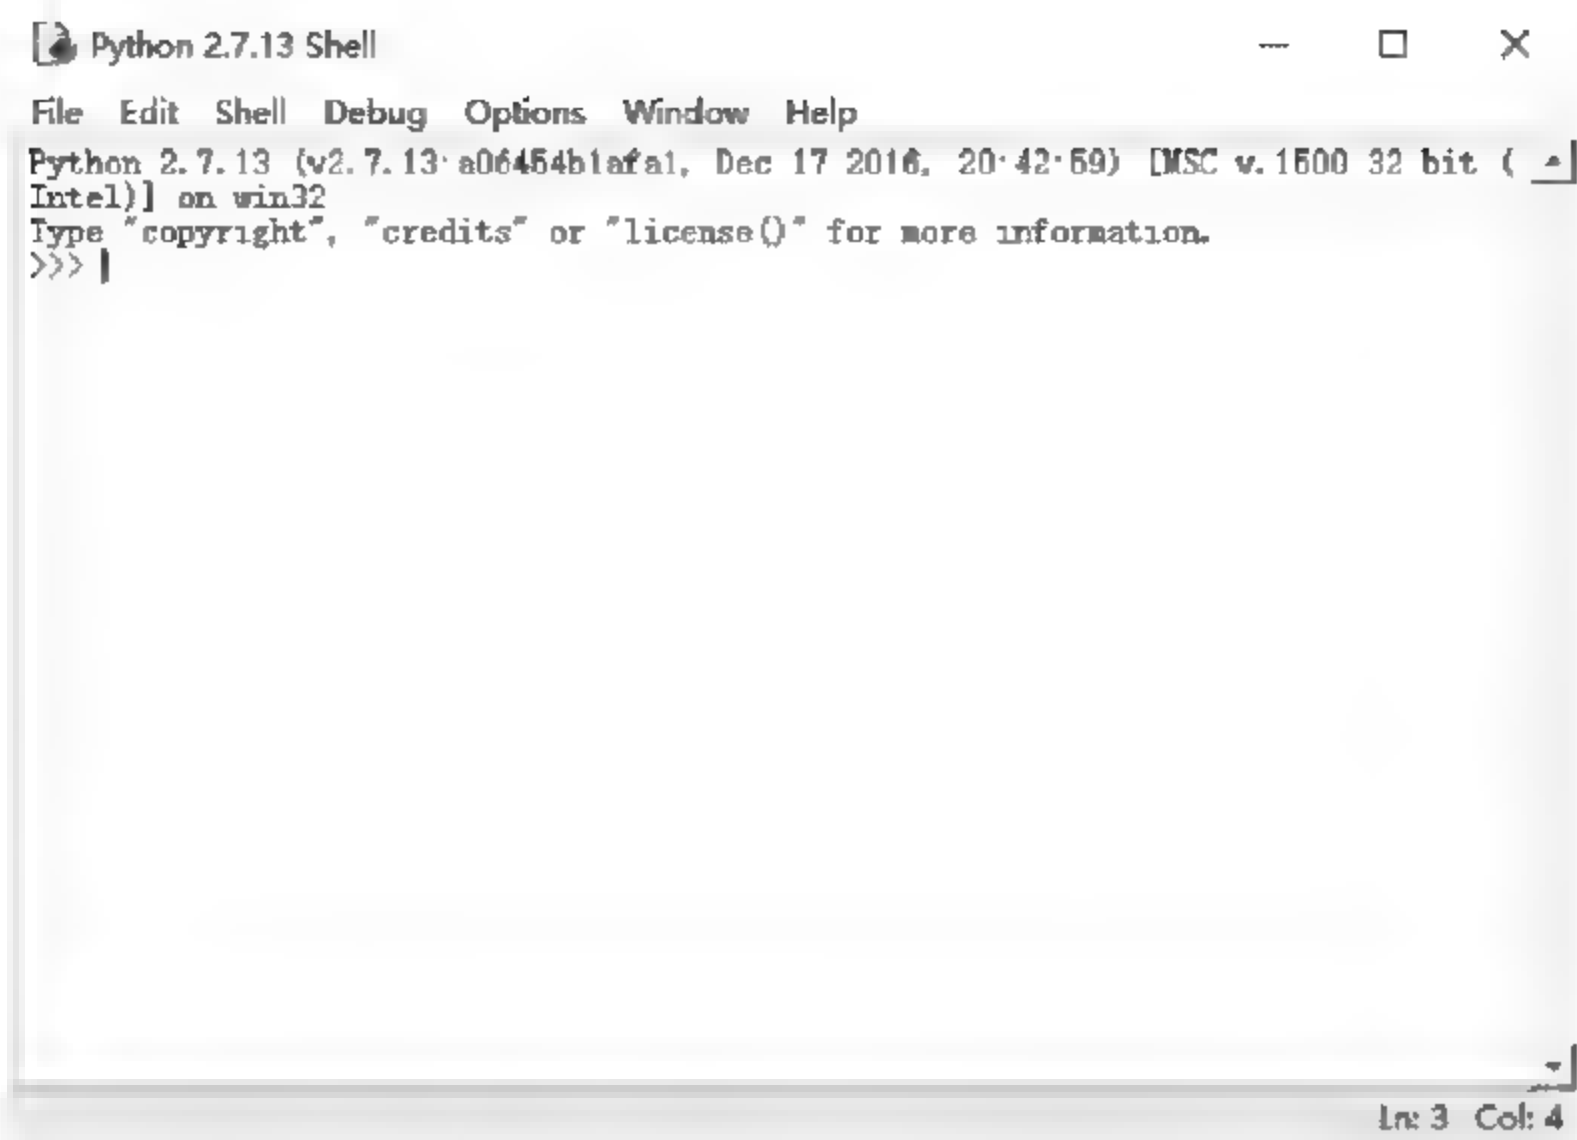 Python 2.7.13 Shell
File Edit Shell Debug Options Window Help
Python 2.7.13 (v2.7.13:a06454b1afa1, Dec 17 2016, 20:42:59) [MSC v.1500 32 bit (
Intel)] on win32
Type "copyright", "credits" or "license()" for more information.
>>>
Ln: 3 Col: 4